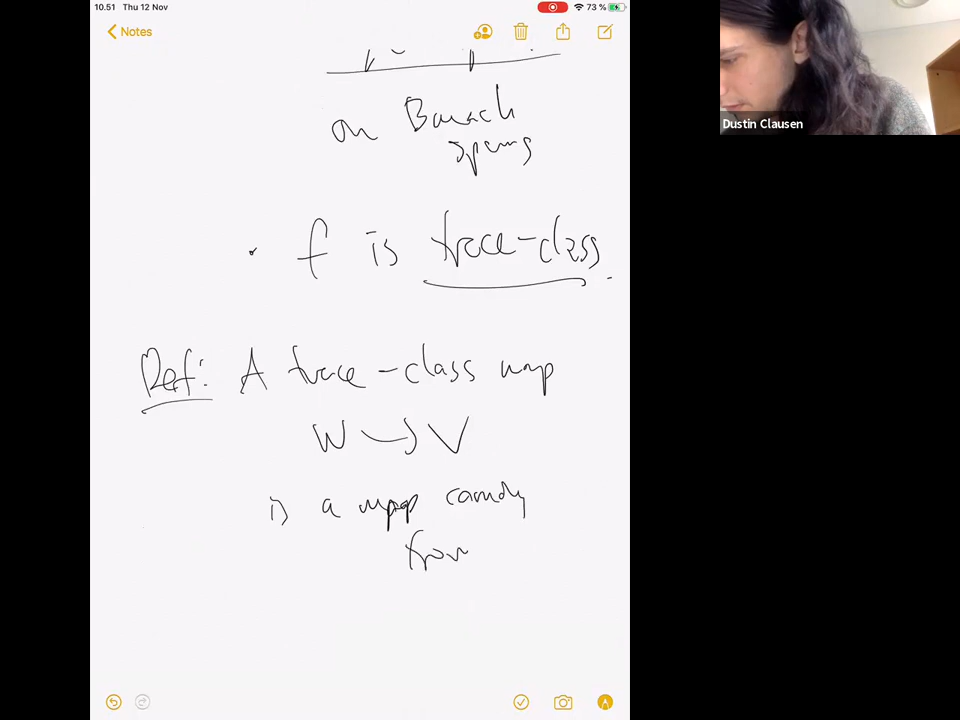 10.51 Thu 12 Nov
73 %
Notes
Dustin Clausen
on Banach
spaces
• f is trace-class.
Def: A trace-class map
W → V
is a map coming
from